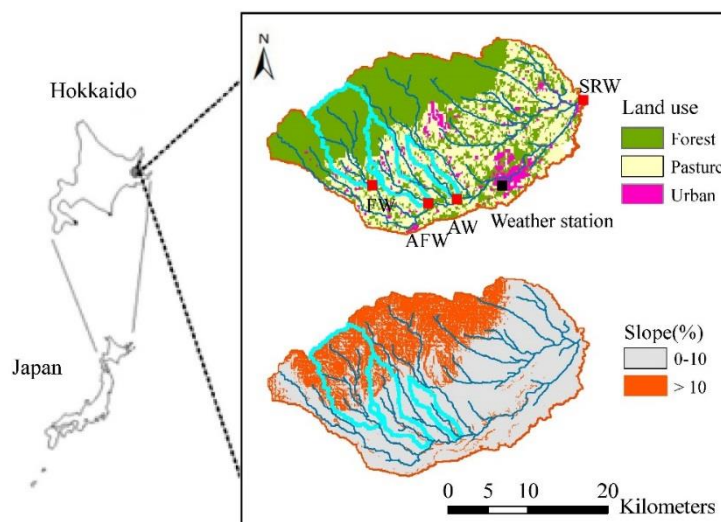 Hokkaido
Japan
N
SRW
FW
AFW
AW
Weather station
Land use
Forest
Pasture
Urban
Slope(%)
0-10
> 10
0 5 10 20
Kilometers